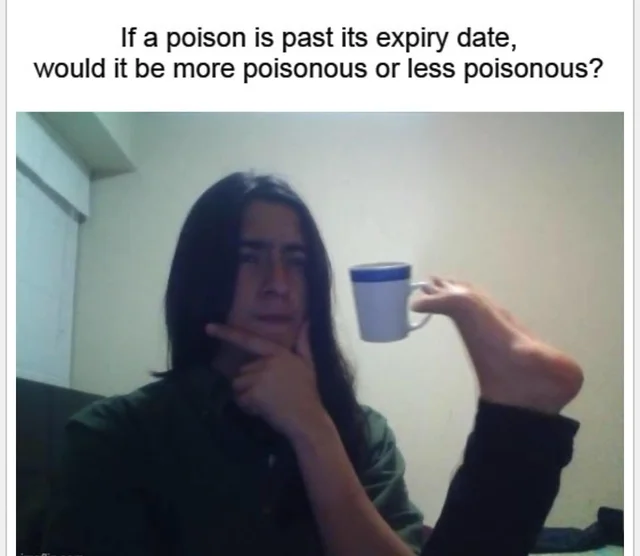 If a poison is past its expiry date,
would it be more poisonous or less poisonous?